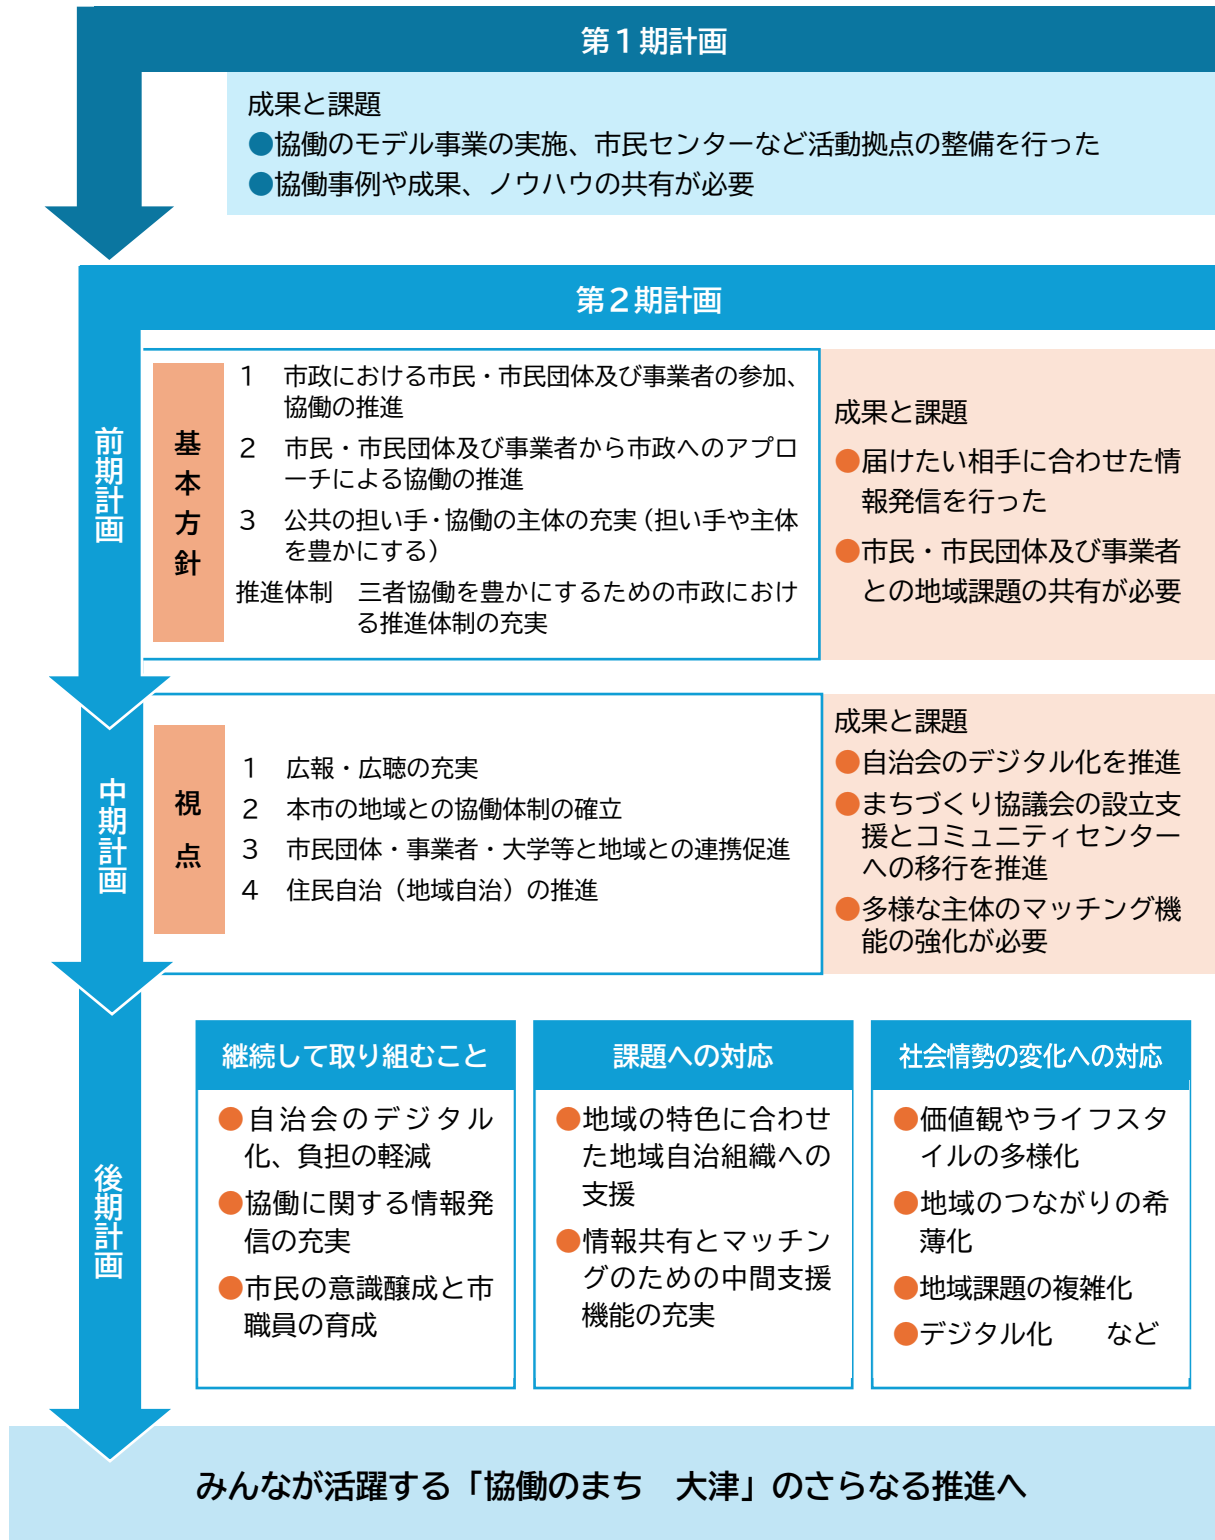 第１期計画
成果と課題
●協働のモデル事業の実施、市民センターなど活動拠点の整備を行った
●協働事例や成果、ノウハウの共有が必要
第２期計画
前期計画
基本方針
１　市政における市民・市民団体及び事業者の参加、
協働の推進
２　市民・市民団体及び事業者から市政へのアプロ
ーチによる協働の推進
３　公共の担い手・協働の主体の充実（担い手や主体
を豊かにする）
推進体制　三者協働を豊かにするための市政におけ
る推進体制の充実
成果と課題
●届けたい相手に合わせた情
報発信を行った
●市民・市民団体及び事業者
との地域課題の共有が必要
中期計画
視点
１　広報・広聴の充実
２　本市の地域との協働体制の確立
３　市民団体・事業者・大学等と地域との連携促進
４　住民自治（地域自治）の推進
成果と課題
●自治会のデジタル化を推進
●まちづくり協議会の設立支
援とコミュニティセンター
への移行を推進
●多様な主体のマッチング機
能の強化が必要
後期計画
継続して取り組むこと
●自治会のデジタル
化、負担の軽減
●協働に関する情報発
信の充実
●市民の意識醸成と市
職員の育成
課題への対応
●地域の特色に合わせ
た地域自治組織への
支援
●情報共有とマッチン
グのための中間支援
機能の充実
社会情勢の変化への対応
●価値観やライフスタ
イルの多様化
●地域のつながりの希
薄化
●地域課題の複雑化
●デジタル化　　など
みんなが活躍する「協働のまち　大津」のさらなる推進へ